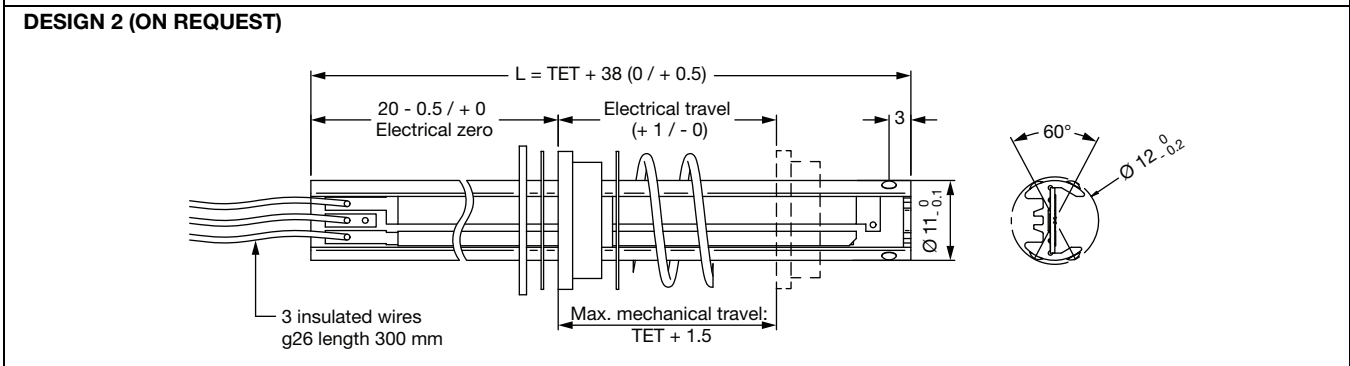 DESIGN 2 (ON REQUEST)
L = TET + 38 (0 / + 0.5)
20 - 0.5 / + 0
Electrical zero
Electrical travel
(+ 1 / - 0)
3
60°
Ø 12 0 - 0.2
Ø 11 0 - 0.1
3 insulated wires
g26 length 300 mm
Max. mechanical travel:
TET + 1.5